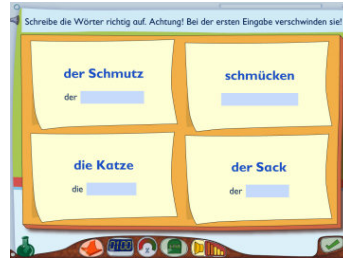 Schreibe die Wörter richtig auf. Achtung! Bei der ersten Eingabe verschwinden sie!
der Schmutz
der
schmücken
die Katze
die
der Sack
der
0100